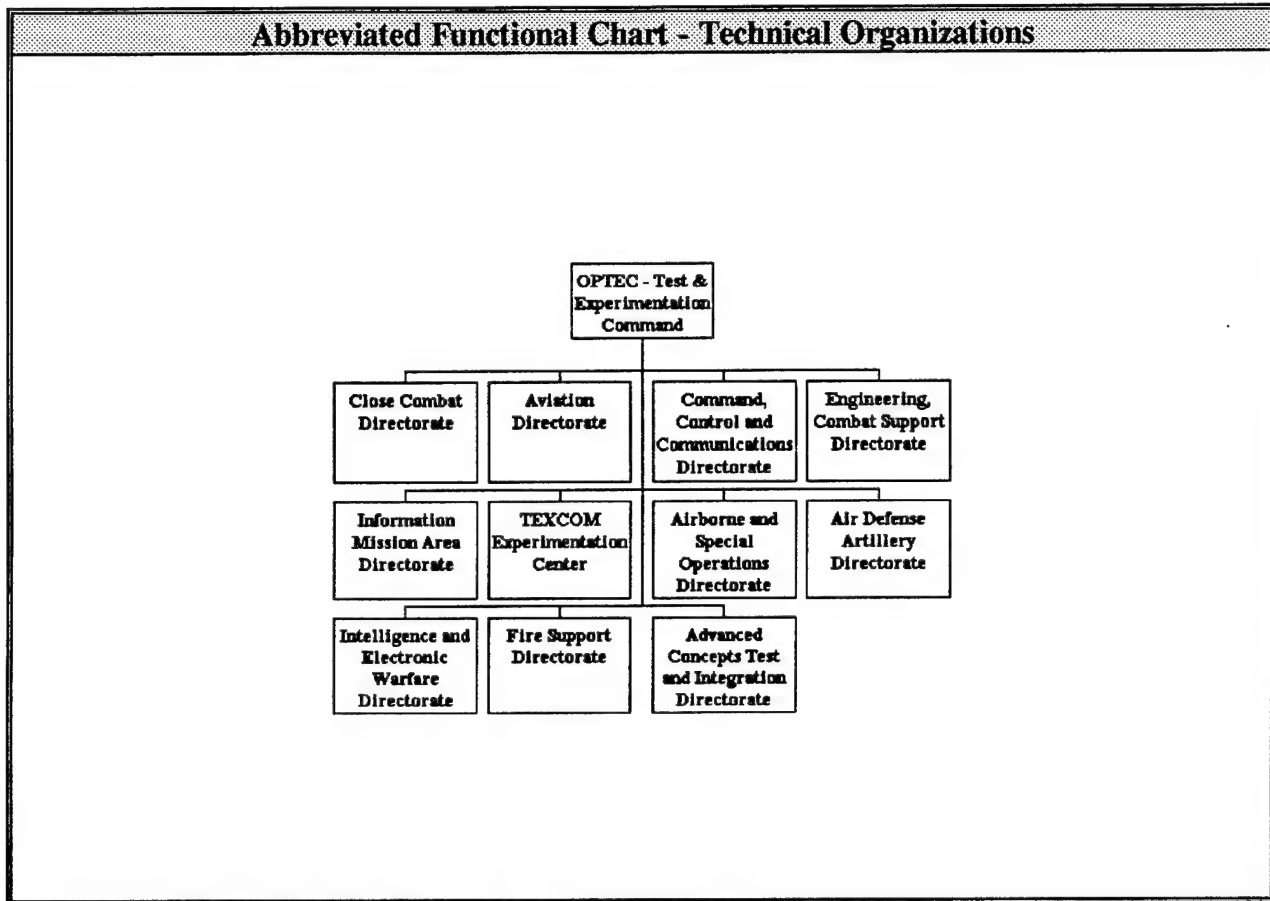 Abbreviated Functional Chart - Technical Organizations
OPTEC - Test &
Experimentation
Command
Close Combat
Directorate
Aviation
Directorate
Command,
Control and
Communications
Directorate
Engineering,
Combat Support
Directorate
Information
Mission Area
Directorate
TEXCOM
Experimentation
Center
Airborne and
Special
Operations
Directorate
Air Defense
Artillery
Directorate
Intelligence and
Electronic
Warfare
Directorate
Fire Support
Directorate
Advanced
Concepts Test
and Integration
Directorate